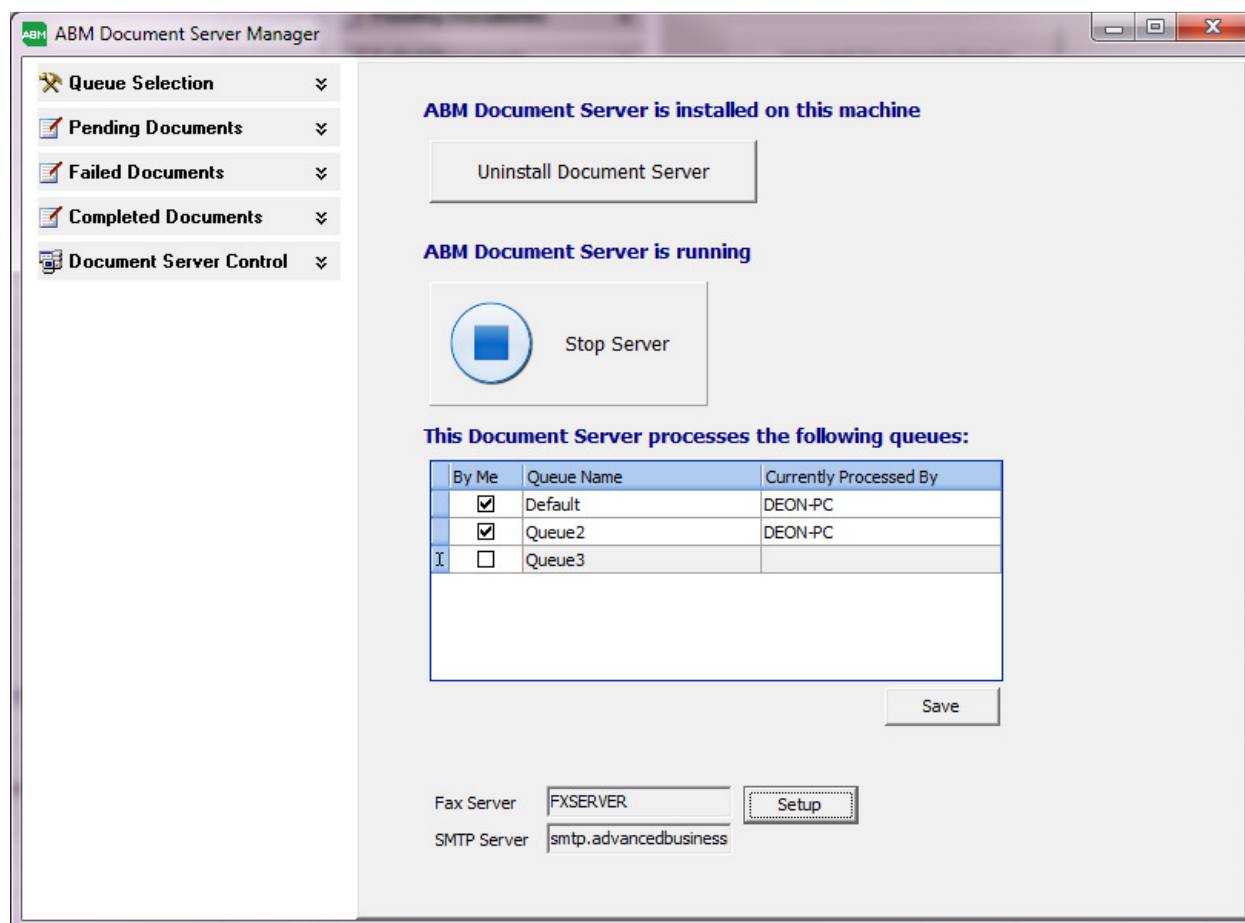 ABM ABM Document Server Manager
Queue Selection
Pending Documents
Failed Documents
Completed Documents
Document Server Control
ABM Document Server is installed on this machine
Uninstall Document Server
ABM Document Server is running
Stop Server
This Document Server processes the following queues:
By Me Queue Name Currently Processed By
Default DEON-PC
Queue2 DEON-PC
Queue3
Save
Fax Server FXSERVER Setup
SMTP Server smtp.advancedbusiness